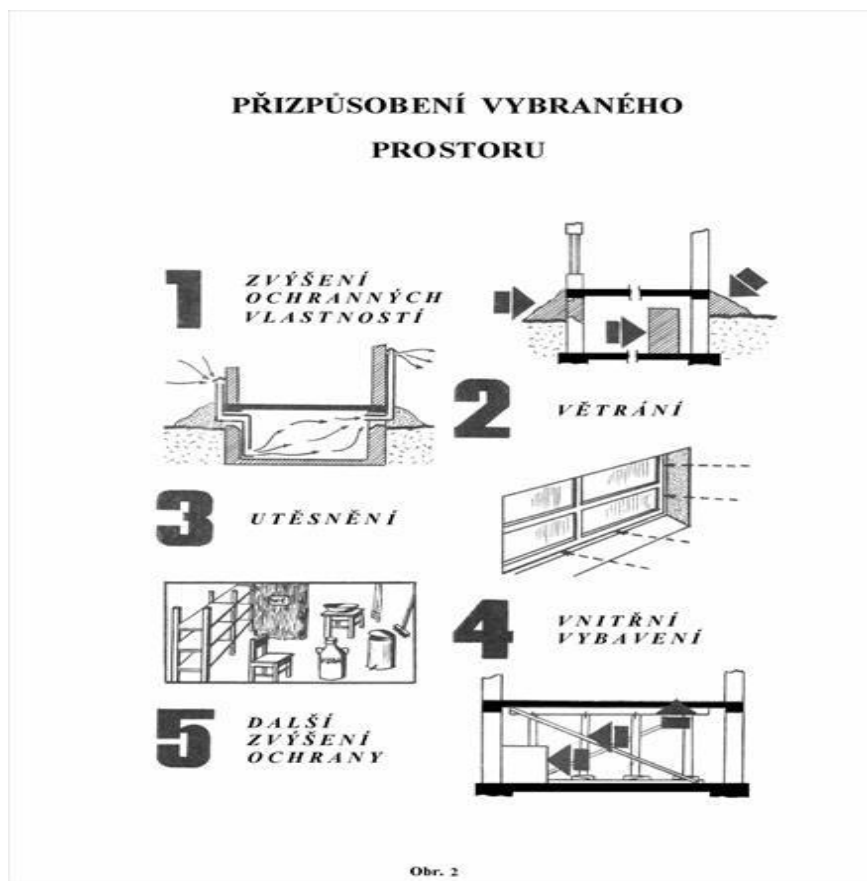 PŘIZPŮSOBENÍ VYBRANÉHO
PROSTORU
1
ZVÝŠENÍ
OCHRANNÝCH
VLASTNOSTÍ
2
VĚTRÁNÍ
3
UTĚSNĚNÍ
4
VNITŘNÍ
VYBAVENÍ
5
DALŠÍ
ZVÝŠENÍ
OCHRANY
Obr. 2